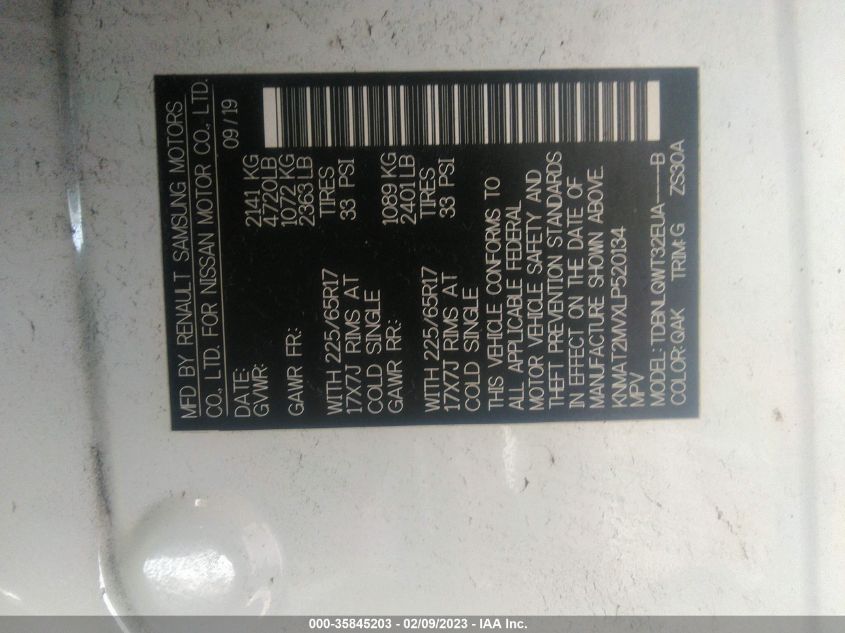 MFD BY RENAULT SAMSUNG MOTORS
CO., LTD. FOR NISSAN MOTOR CO., LTD.
DATE: 09/19
GVWR: 2141 KG
4720LB
GAWR FR: 1072 KG
2363 LB
WITH 225/65R17 TIRES
17X7J RIMS AT 33 PSI
COLD SINGLE
GAWR RR: 1089 KG
2401 LB
WITH 225/65R17 TIRES
17X7J RIMS AT 33 PSI
COLD SINGLE
THIS VEHICLE CONFORMS TO
ALL APPLICABLE FEDERAL
MOTOR VEHICLE SAFETY AND
THEFT PREVENTION STANDARDS
IN EFFECT ON THE DATE OF
MANUFACTURE SHOWN ABOVE.
KNMAT2MVXLP520134
MPV
MODEL: TDBNLQWT32EUA-----B
COLOR:QAK TRIM:G ZS30A
000-35845203 - 02/09/2023 - IAA Inc.